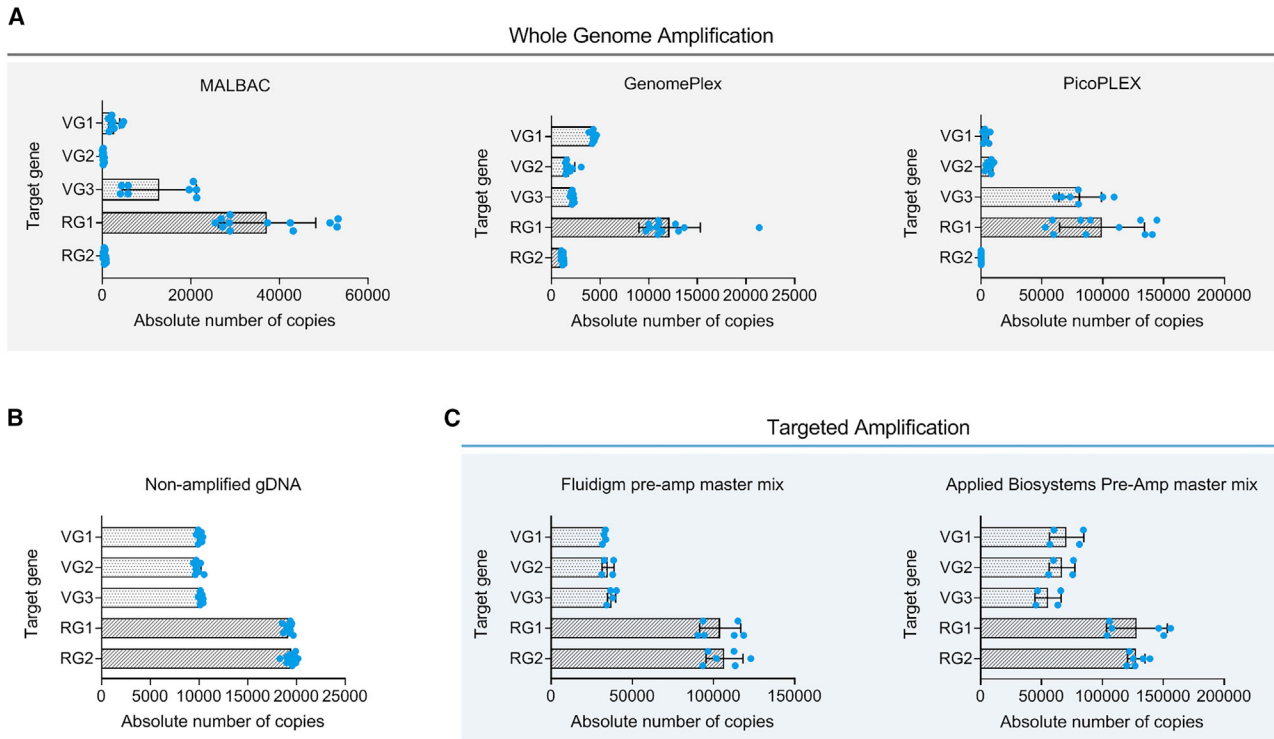 A
Whole Genome Amplification
MALBAC
Target gene
VG1
VG2
VG3
RG1
RG2
0 20000 40000 60000
Absolute number of copies
GenomePlex
Target gene
VG1
VG2
VG3
RG1
RG2
0 5000 10000 15000 20000 25000
Absolute number of copies
PicoPLEX
Target gene
VG1
VG2
VG3
RG1
RG2
0 50000 100000 150000 200000
Absolute number of copies
B
Non-amplified gDNA
Target gene
VG1
VG2
VG3
RG1
RG2
0 5000 10000 15000 20000 25000
Absolute number of copies
C
Targeted Amplification
Fluidigm pre-amp master mix
Target gene
VG1
VG2
VG3
RG1
RG2
0 50000 100000 150000
Absolute number of copies
Applied Biosystems Pre-Amp master mix
Target gene
VG1
VG2
VG3
RG1
RG2
0 50000 100000 150000 200000
Absolute number of copies